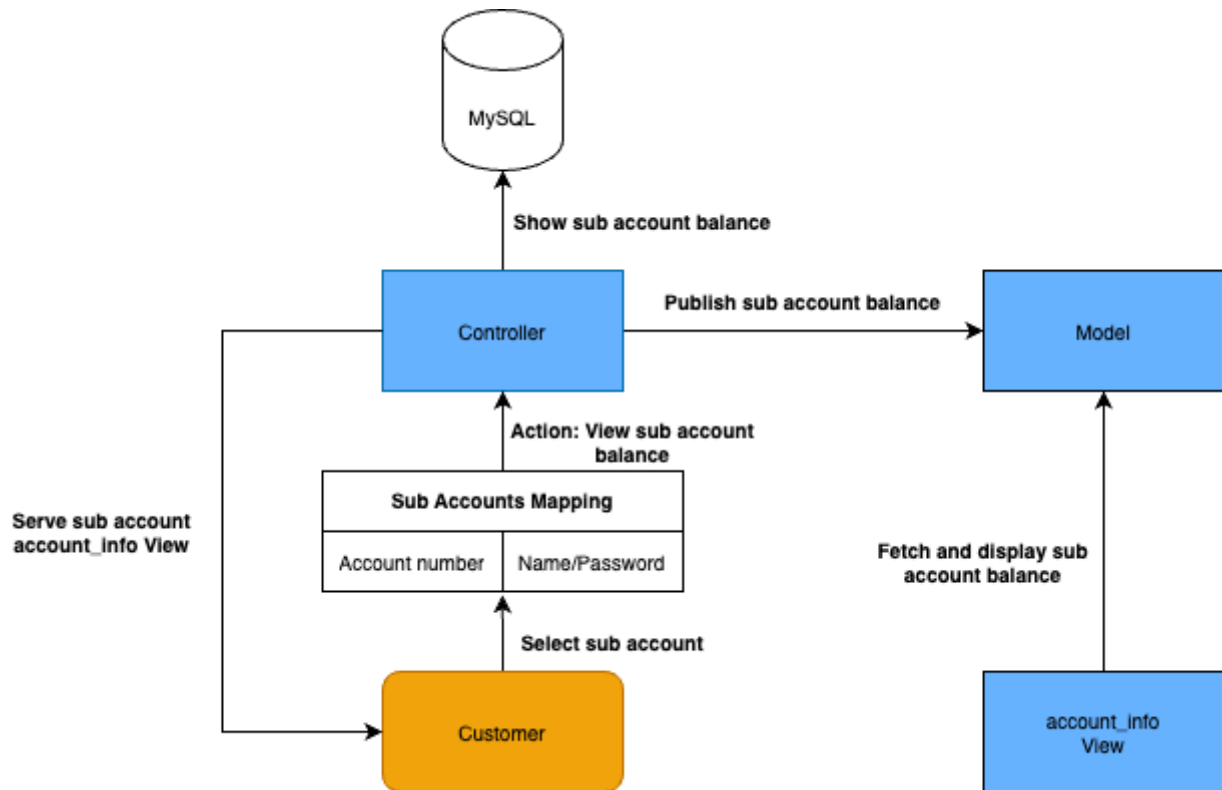 MySQL
Show sub account balance
Publish sub account balance
Controller
Model
Action: View sub account
balance
Sub Accounts Mapping
Account number
Name/Password
Serve sub account
account_info View
Fetch and display sub
account balance
Select sub account
Customer
account_info
View